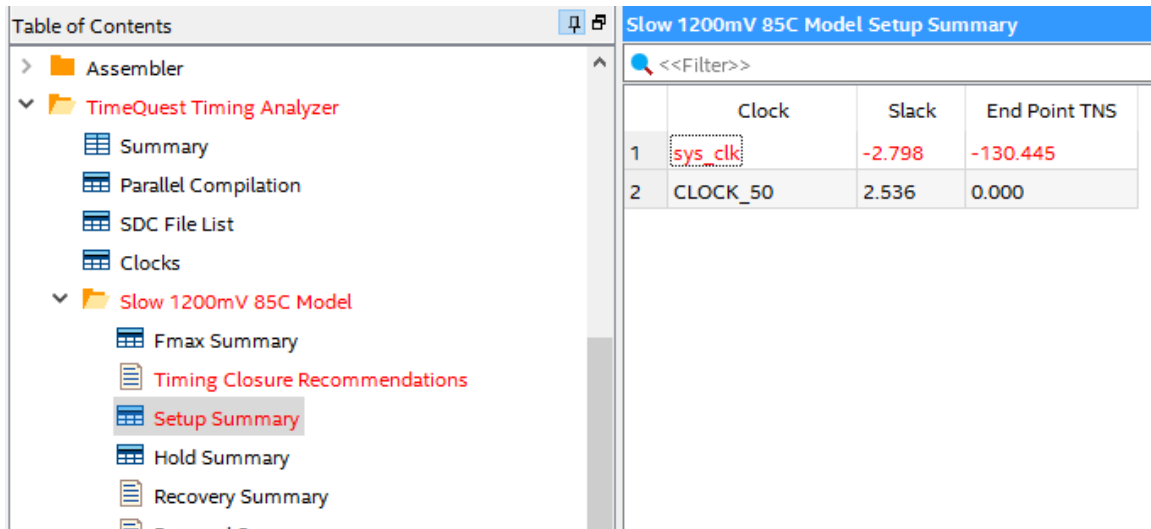 Table of Contents
Assembler
TimeQuest Timing Analyzer
Summary
Parallel Compilation
SDC File List
Clocks
Slow 1200mV 85C Model
Fmax Summary
Timing Closure Recommendations
Setup Summary
Hold Summary
Recovery Summary
Slow 1200mV 85C Model Setup Summary
<<Filter>>
Clock Slack End Point TNS
1 sys_clk -2.798 -130.445
2 CLOCK_50 2.536 0.000